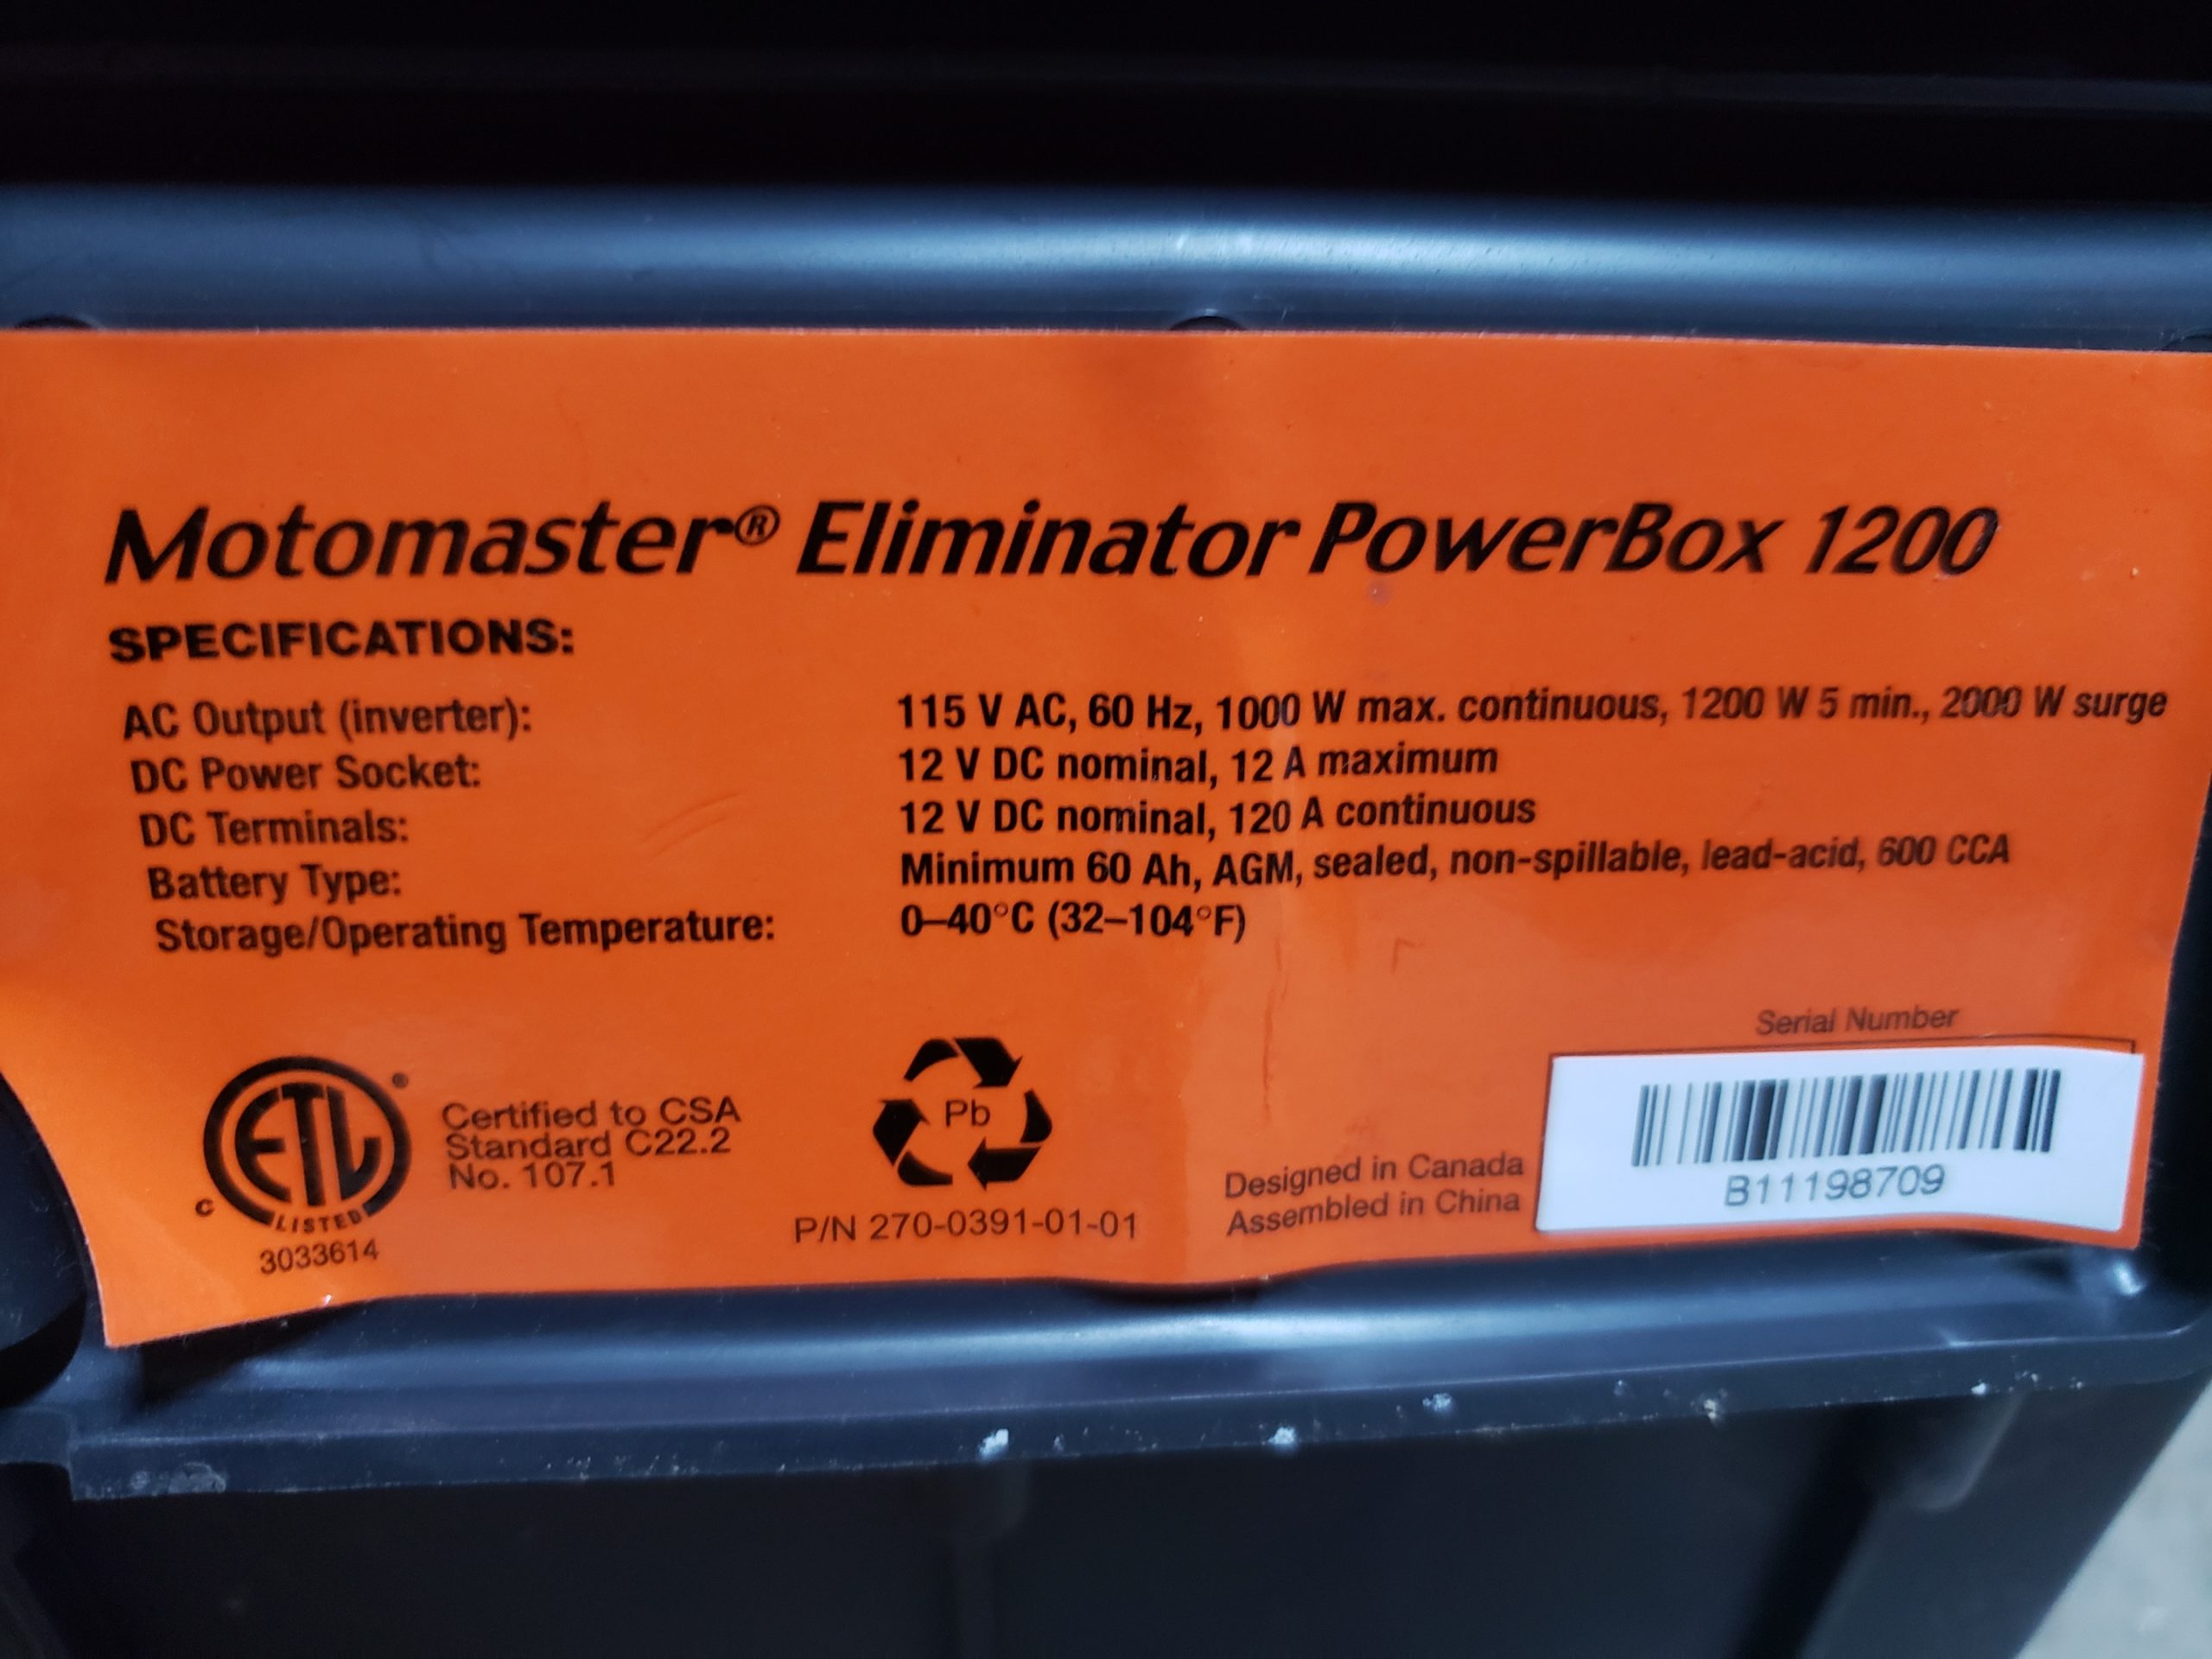 Motomaster® Eliminator PowerBox 1200
SPECIFICATIONS:
AC Output (inverter): 115 V AC, 60 Hz, 1000 W max. continuous, 1200 W 5 min., 2000 W surge
DC Power Socket: 12 V DC nominal, 12 A maximum
DC Terminals: 12 V DC nominal, 120 A continuous
Battery Type: Minimum 60 Ah, AGM, sealed, non-spillable, lead-acid, 600 CCA
Storage/Operating Temperature: 0–40°C (32–104°F)
ETL
®
C
LISTED
3033614
Certified to CSA
Standard C22.2
No. 107.1
Pb
P/N 270-0391-01-01
Designed in Canada
Assembled in China
Serial Number
B11198709